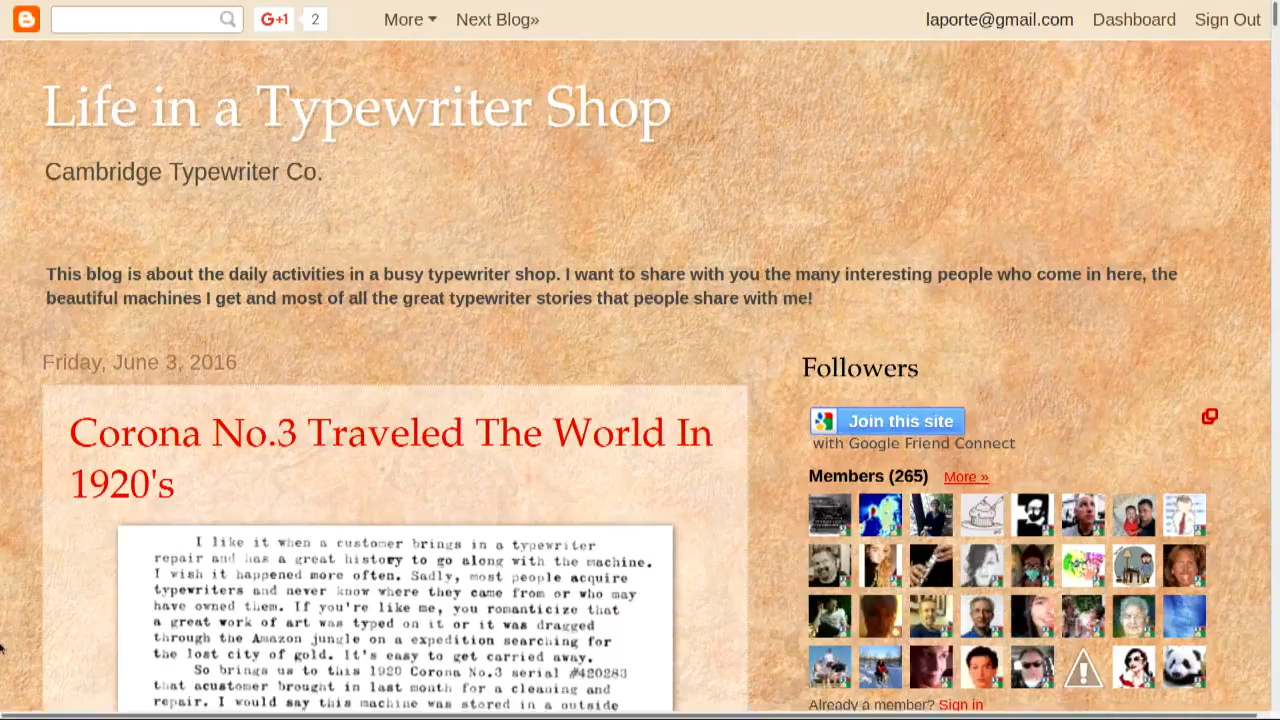 G+1 2 More Next Blog» laporte@gmail.com Dashboard Sign Out
Life in a Typewriter Shop
Cambridge Typewriter Co.
This blog is about the daily activities in a busy typewriter shop. I want to share with you the many interesting people who come in here, the
beautiful machines I get and most of all the great typewriter stories that people share with me!
Friday, June 3, 2016
Corona No.3 Traveled The World In
1920's
I like it when a customer brings in a typewriter
repair and has a great history to go along with the machine.
I wish it happened more often. Sadly, most people acquire
typewriters and never know where they came from or who may
have owned them. If you're like me, you romanticize that
a great work of art was typed on it or it was dragged
through the Amazon jungle on a expedition searching for
the lost city of gold. It's easy to get carried away.
So brings us to this 1920 Corona No.3 serial #420283
that acustomer brought in last month for a cleaning and
repair. I would say this machine was stored in a outside
Followers
Join this site
with Google Friend Connect
Members (265) More »
Already a member? Sign in